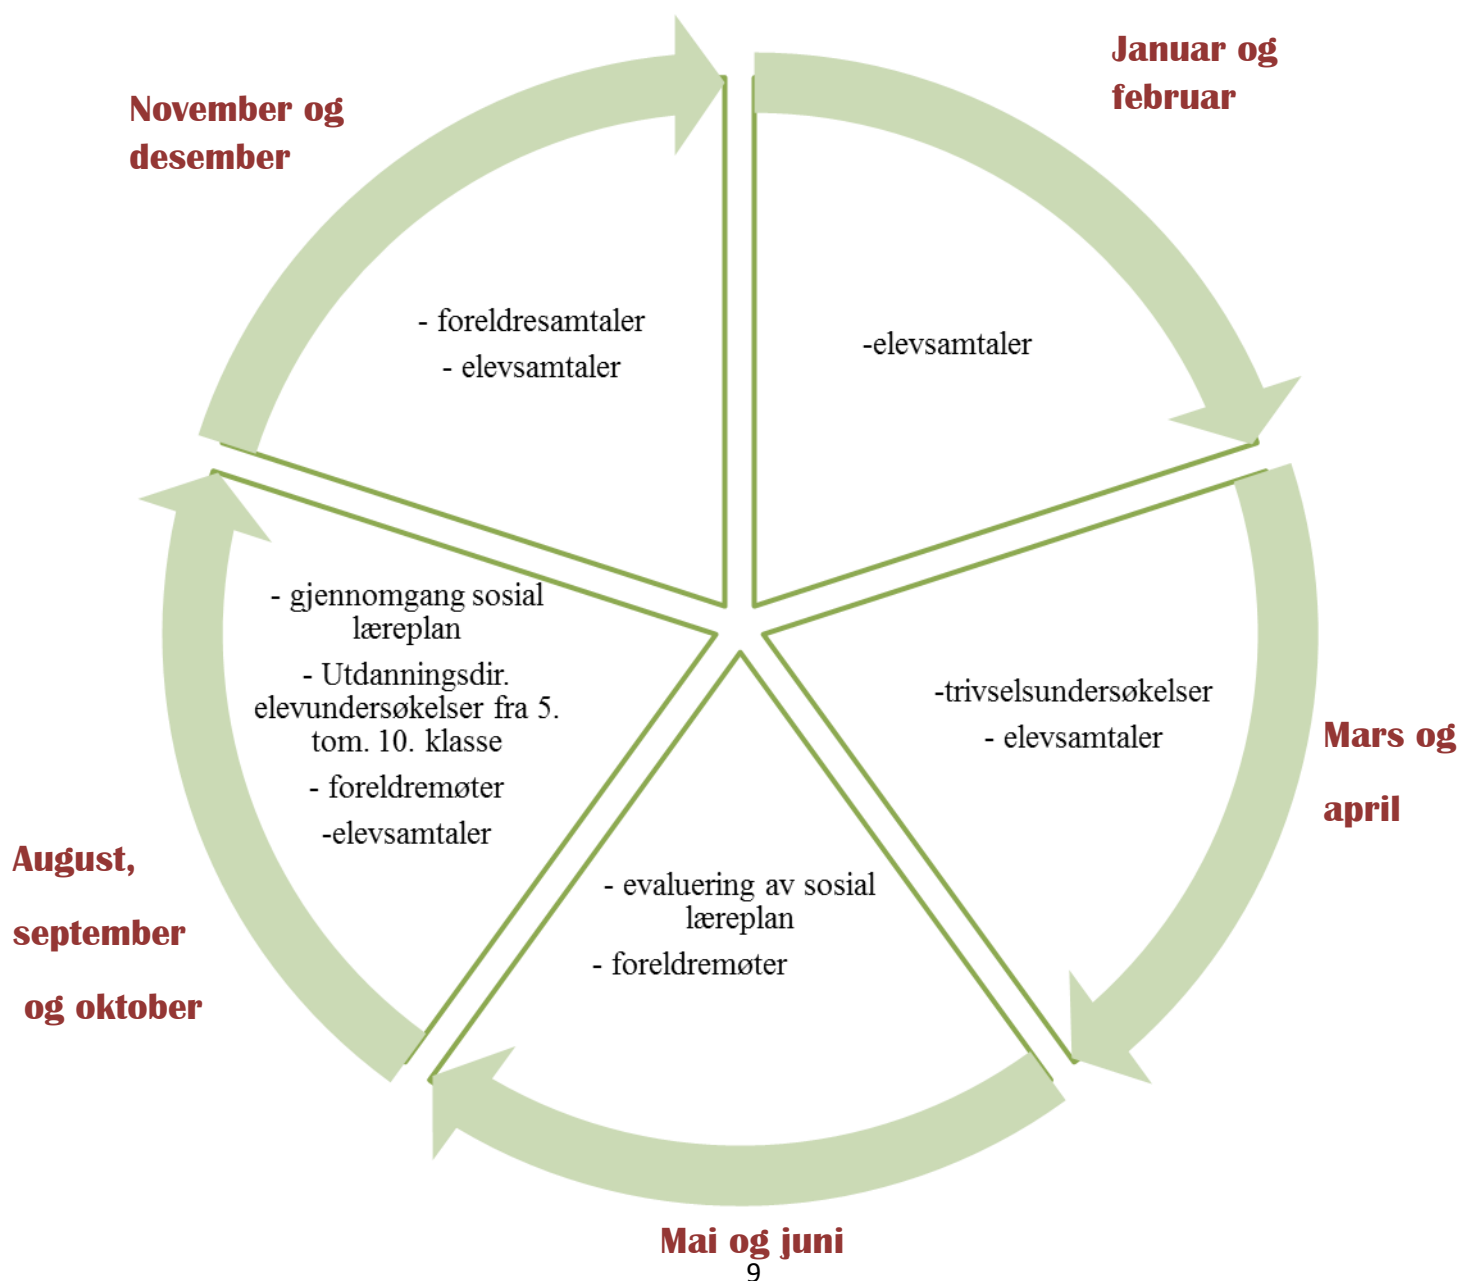 Januar og
februar
-elevsamtaler
Mars og
april
-trivselsundersøkelser
- elevsamtaler
Mai og juni
- evaluering av sosial
læreplan
- foreldremøter
August,
september
og oktober
- gjennomgang sosial
læreplan
- Utdanningsdir.
elevundersøkelser fra 5.
tom. 10. klasse
- foreldremøter
-elevsamtaler
November og
desember
- foreldresamtaler
- elevsamtaler
9